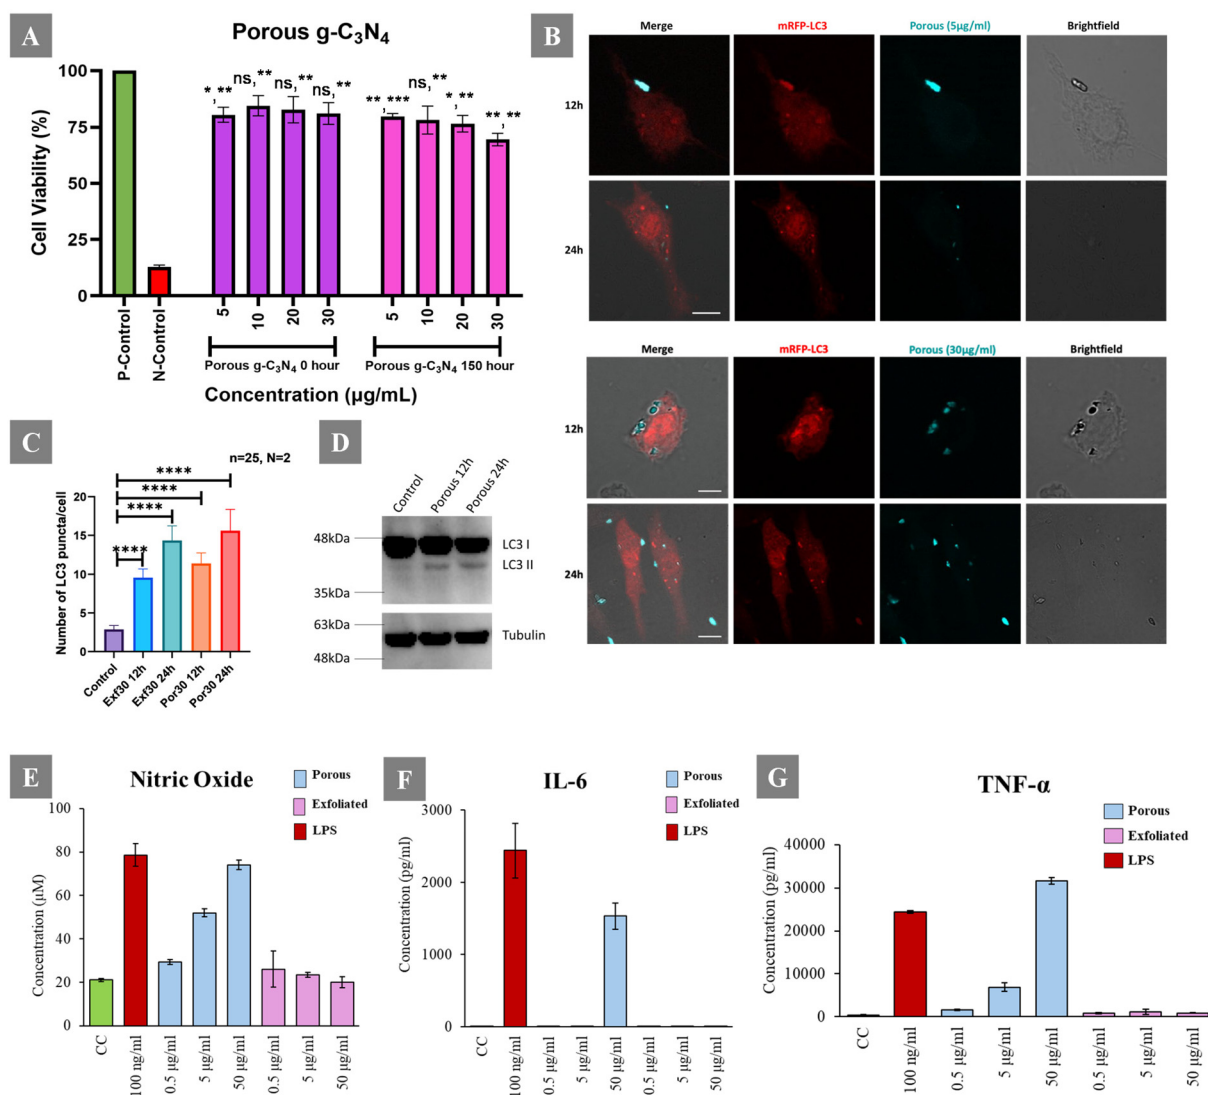 A
Porous g-C₃N₄
Cell Viability (%)
100
75
50
25
0
*,**
ns,**
ns,**
ns,**
**,***
ns,**
*,**
**,**
P-Control
N-Control
5
10
20
30
5
10
20
30
Porous g-C₃N₄ 0 hour
Porous g-C₃N₄ 150 hour
Concentration (µg/mL)
B
Merge
mRFP-LC3
Porous (5µg/ml)
Brightfield
12h
24h
Merge
mRFP-LC3
Porous (30µg/ml)
Brightfield
12h
24h
C
n=25, N=2
Number of LC3 puncta/cell
20
15
10
5
0
****
****
****
****
Control
Exf30 12h
Exf30 24h
Por30 12h
Por30 24h
D
Control
Porous 12h
Porous 24h
48kDa
LC3 I
LC3 II
35kDa
63kDa
Tubulin
48kDa
E
Nitric Oxide
Porous
Exfoliated
LPS
Concentration (µM)
100
80
60
40
20
0
CC
100 ng/ml
0.5 µg/ml
5 µg/ml
50 µg/ml
0.5 µg/ml
5 µg/ml
50 µg/ml
F
IL-6
Porous
Exfoliated
LPS
Concentration (pg/ml)
3000
2000
1000
0
CC
100 ng/ml
0.5 µg/ml
5 µg/ml
50 µg/ml
0.5 µg/ml
5 µg/ml
50 µg/ml
G
TNF-α
Porous
Exfoliated
LPS
Concentration (pg/ml)
40000
30000
20000
10000
0
CC
100 ng/ml
0.5 µg/ml
5 µg/ml
50 µg/ml
0.5 µg/ml
5 µg/ml
50 µg/ml